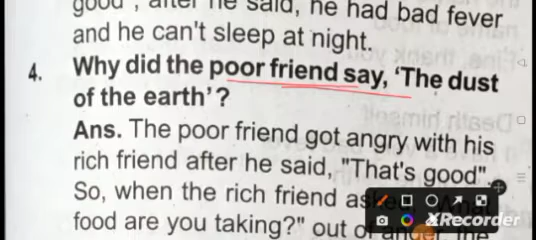 good", after he said, he had bad fever
and he can't sleep at night.
4. Why did the poor friend say, ‘The dust
of the earth’?
Ans. The poor friend got angry with his
rich friend after he said, "That's good".
So, when the rich friend
food are you taking?" out of anger, the
XRecorder